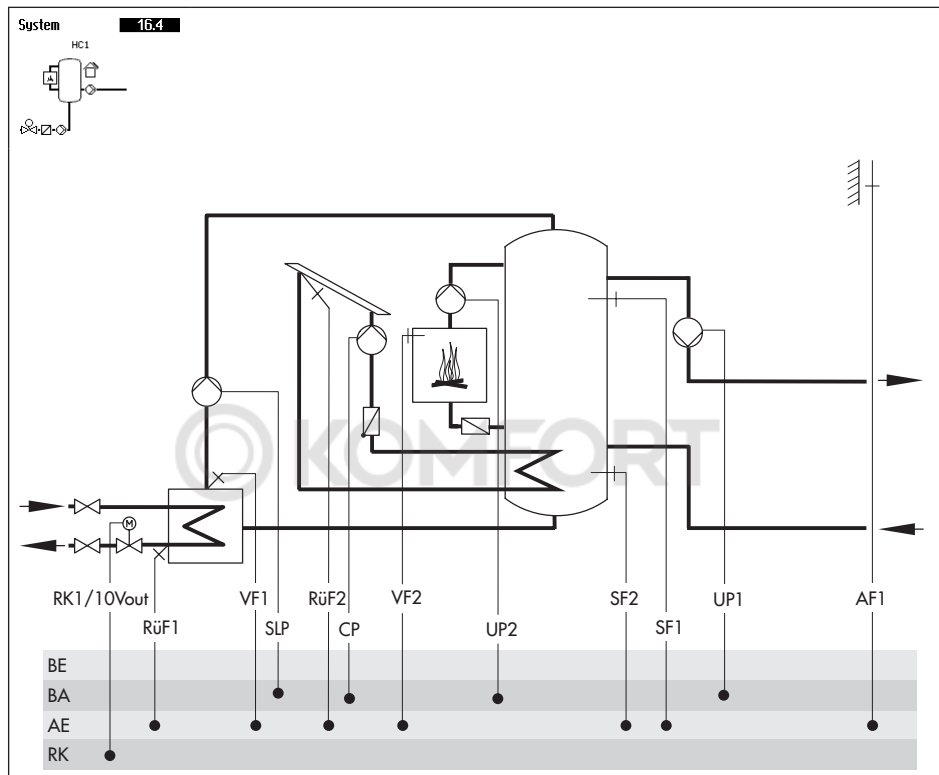 System 16.4
HC1
M
KOMFORT
RK1/10Vout VF1 RüF2 VF2 SF2 UP1 AF1
RüF1 SLP CP UP2 SF1
BE
BA
AE
RK